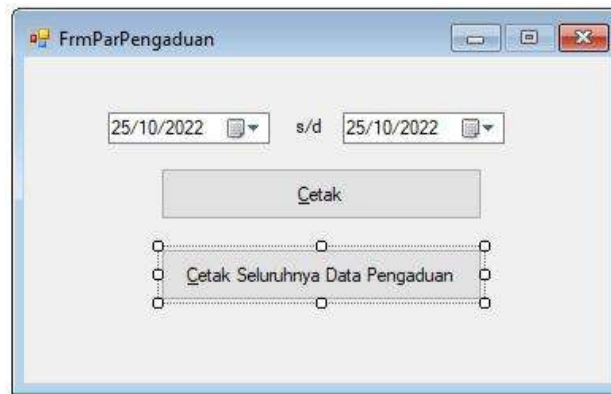 FrmParPengaduan
25/10/2022 s/d 25/10/2022
Cetak
Cetak Seluruhnya Data Pengaduan